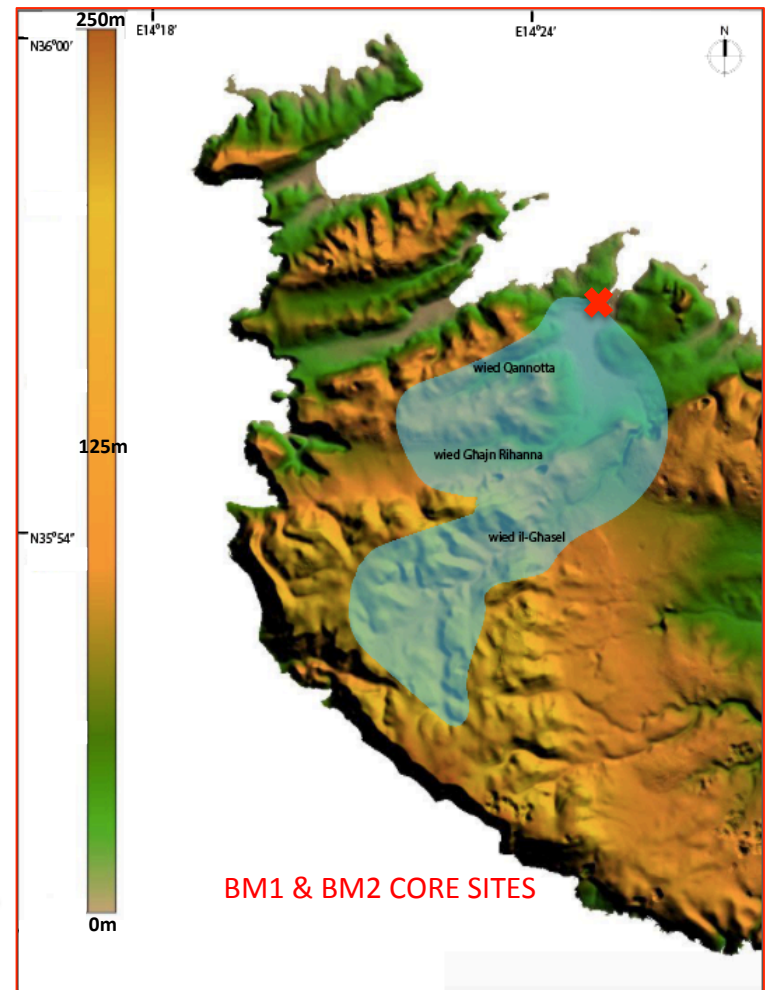 250m
E14°18′
E14°24′
N
N36°00′
wied Qannotta
125m
wied Ghajn Rihanna
N35°54″
wied il-Ghasel
BM1 & BM2 CORE SITES
0m